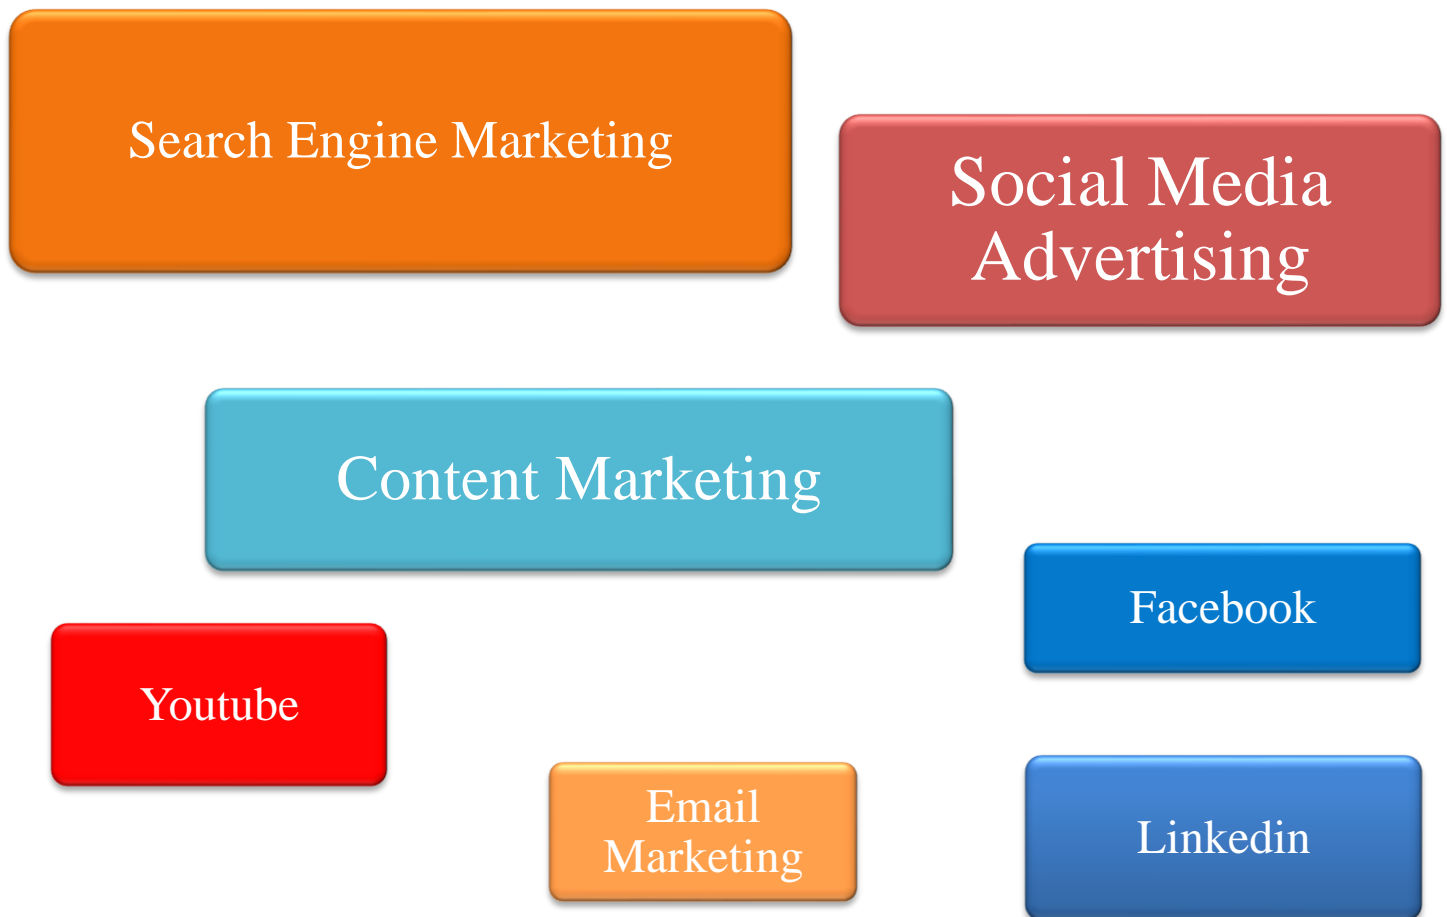 Search Engine Marketing
Social Media
Advertising
Content Marketing
Facebook
Youtube
Email
Marketing
Linkedin